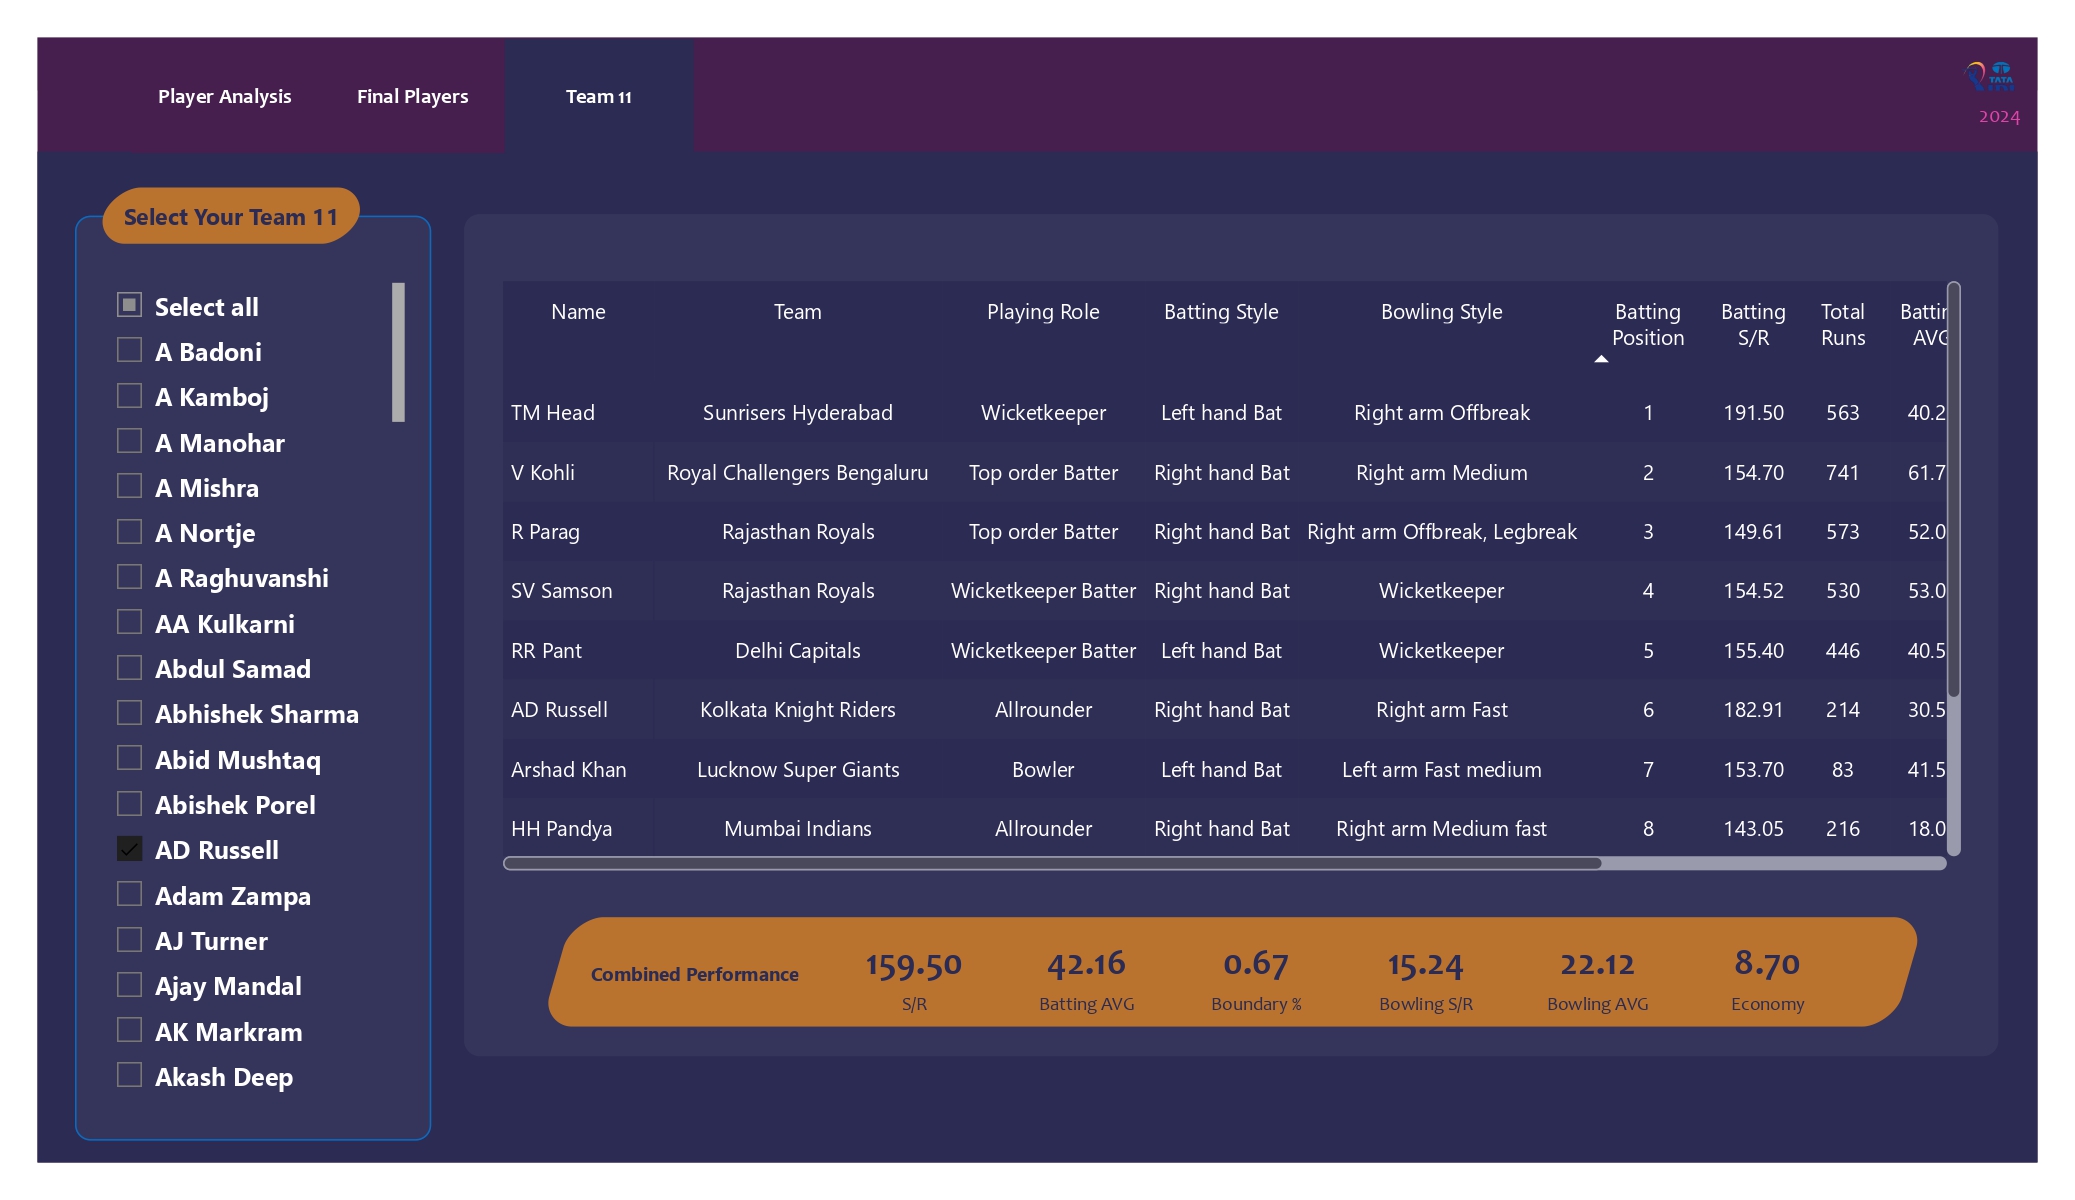 Player Analysis
Final Players
Team 11
TATA
2024
Select Your Team 11
Select all
A Badoni
A Kamboj
A Manohar
A Mishra
A Nortje
A Raghuvanshi
AA Kulkarni
Abdul Samad
Abhishek Sharma
Abid Mushtaq
Abishek Porel
AD Russell
Adam Zampa
AJ Turner
Ajay Mandal
AK Markram
Akash Deep
Name Team Playing Role Batting Style Bowling Style Batting Batting Total Battin
Position S/R Runs AVG
TM Head Sunrisers Hyderabad Wicketkeeper Left hand Bat Right arm Offbreak 1 191.50 563 40.2
V Kohli Royal Challengers Bengaluru Top order Batter Right hand Bat Right arm Medium 2 154.70 741 61.7
R Parag Rajasthan Royals Top order Batter Right hand Bat Right arm Offbreak, Legbreak 3 149.61 573 52.0
SV Samson Rajasthan Royals Wicketkeeper Batter Right hand Bat Wicketkeeper 4 154.52 530 53.0
RR Pant Delhi Capitals Wicketkeeper Batter Left hand Bat Wicketkeeper 5 155.40 446 40.5
AD Russell Kolkata Knight Riders Allrounder Right hand Bat Right arm Fast 6 182.91 214 30.5
Arshad Khan Lucknow Super Giants Bowler Left hand Bat Left arm Fast medium 7 153.70 83 41.5
HH Pandya Mumbai Indians Allrounder Right hand Bat Right arm Medium fast 8 143.05 216 18.0
Combined Performance
159.50 42.16 0.67 15.24 22.12 8.70
S/R Batting AVG Boundary % Bowling S/R Bowling AVG Economy